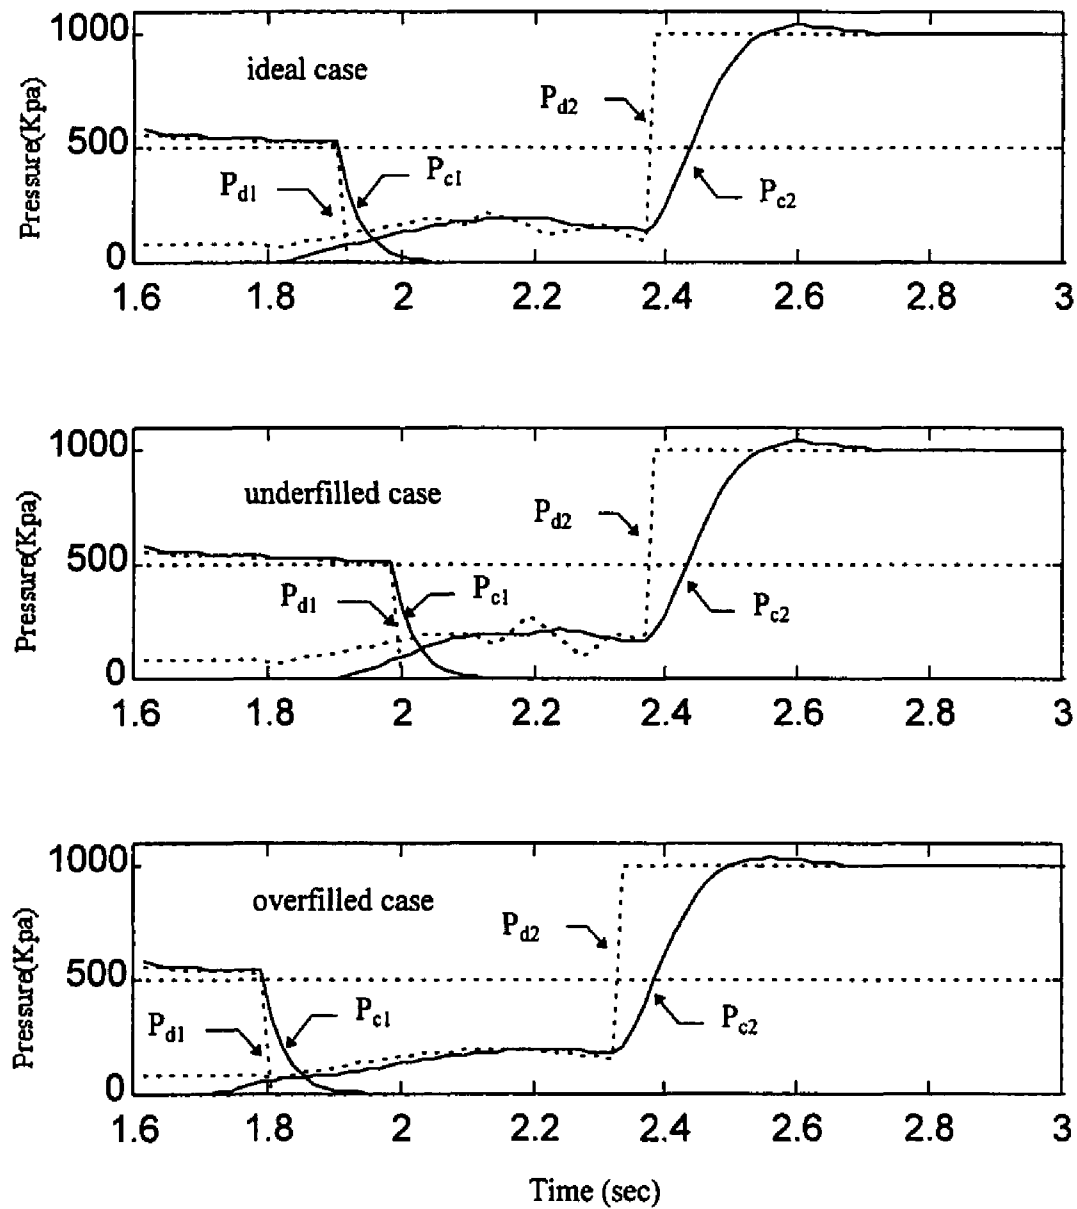 1000
ideal case
P_d2
500
P_d1
P_c1
P_c2
0
Pressure(Kpa)
1.6 1.8 2 2.2 2.4 2.6 2.8 3
1000
underfilled case
P_d2
500
P_d1
P_c1
P_c2
0
Pressure(Kpa)
1.6 1.8 2 2.2 2.4 2.6 2.8 3
1000
overfilled case
P_d2
500
P_d1
P_c1
P_c2
0
Pressure(Kpa)
1.6 1.8 2 2.2 2.4 2.6 2.8 3
Time (sec)